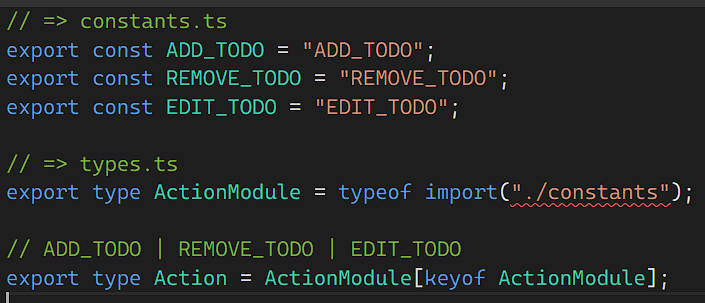 // => constants.ts
export const ADD_TODO = "ADD_TODO";
export const REMOVE_TODO = "REMOVE_TODO";
export const EDIT_TODO = "EDIT_TODO";
// => types.ts
export type ActionModule = typeof import("./constants");
// ADD_TODO | REMOVE_TODO | EDIT_TODO
export type Action = ActionModule[keyof ActionModule];